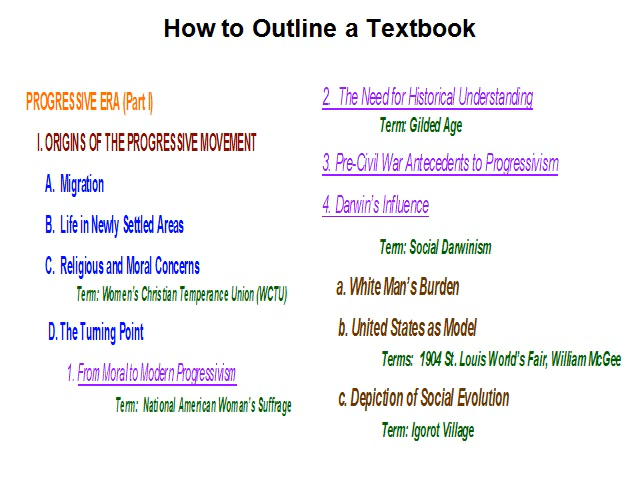 How to Outline a Textbook
PROGRESSIVE ERA (Part I)
I. ORIGINS OF THE PROGRESSIVE MOVEMENT
A. Migration
B. Life in Newly Settled Areas
C. Religious and Moral Concerns
Term: Women's Christian Temperance Union (WCTU)
D. The Turning Point
1. From Moral to Modern Progressivism
Term: National American Woman's Suffrage
2. The Need for Historical Understanding
Term: Gilded Age
3. Pre-Civil War Antecedents to Progressivism
4. Darwin's Influence
Term: Social Darwinism
a. White Man's Burden
b. United States as Model
Terms: 1904 St. Louis World's Fair, William McGee
c. Depiction of Social Evolution
Term: Igorot Village